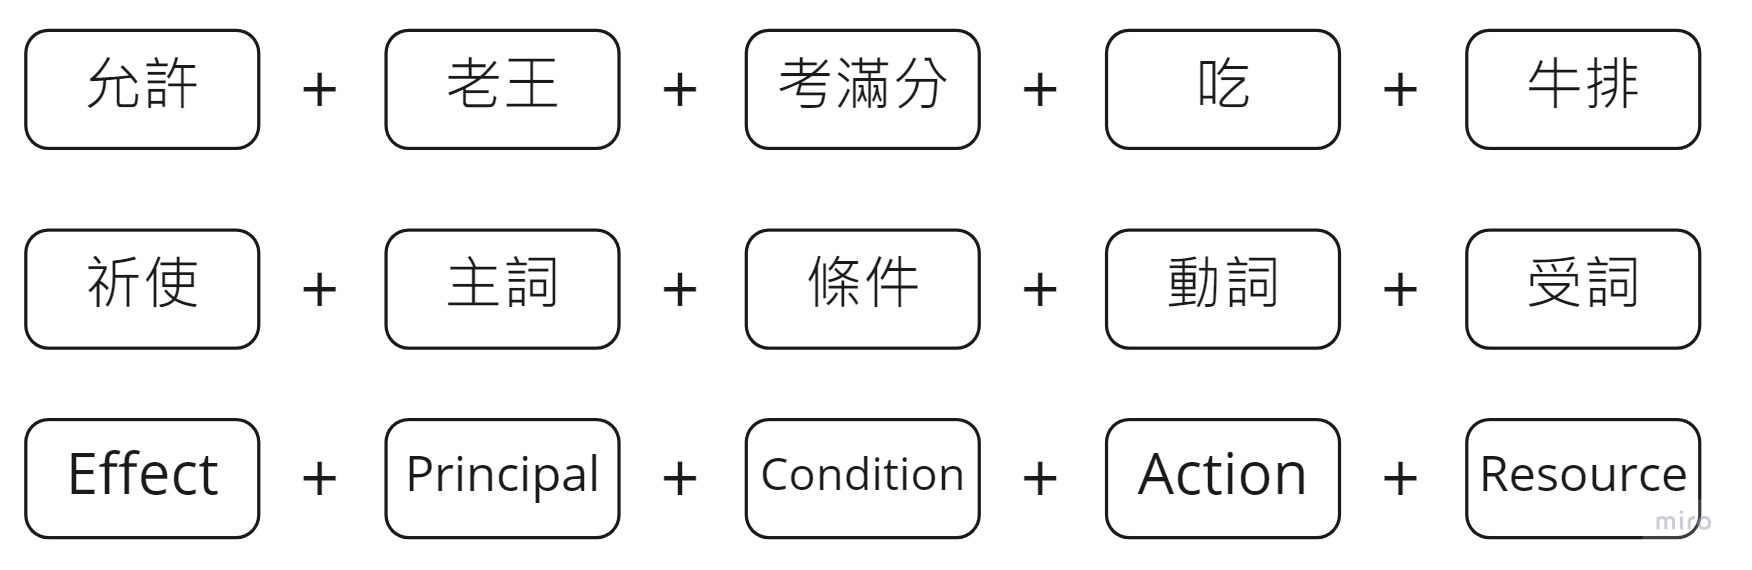 允許 + 老王 + 考滿分 + 吃 + 牛排
祈使 + 主詞 + 條件 + 動詞 + 受詞
Effect + Principal + Condition + Action + Resource
miro